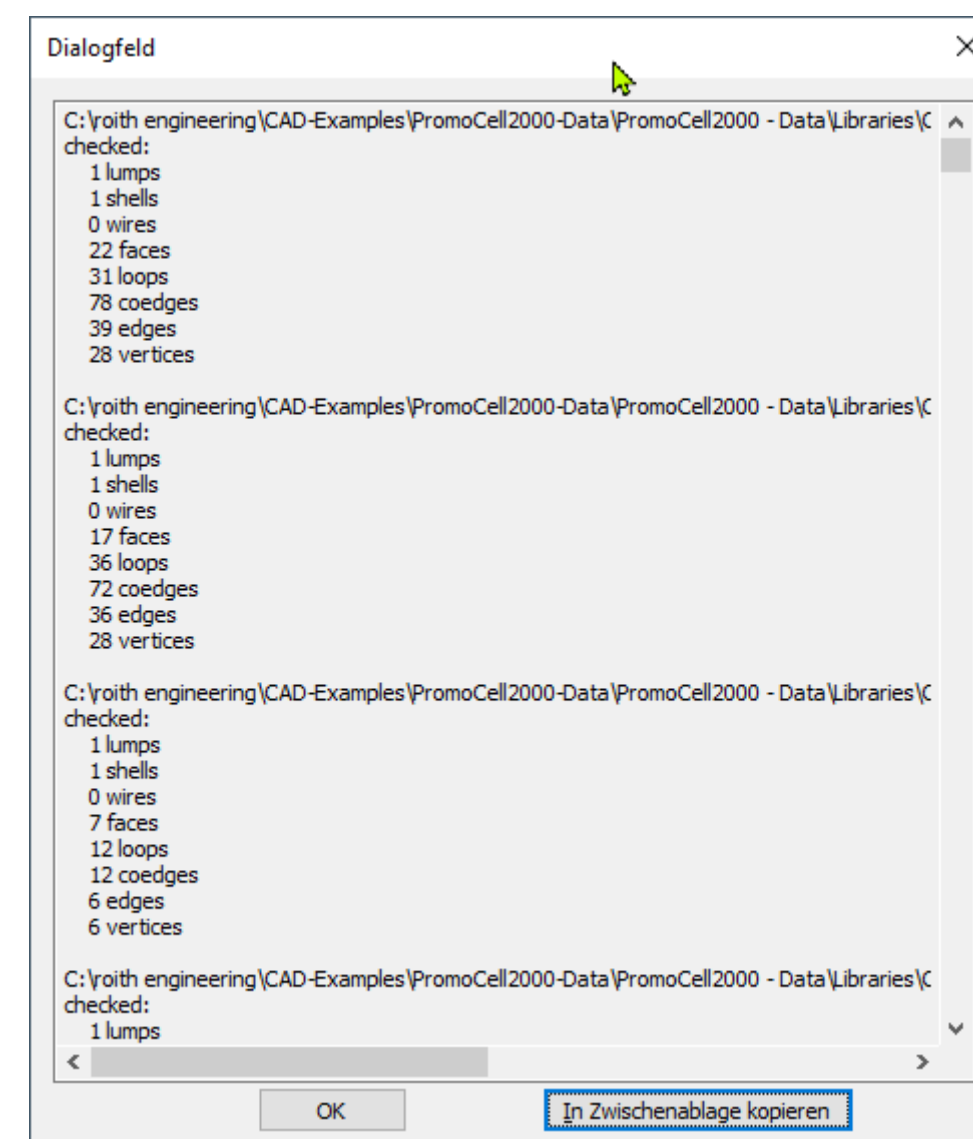 Dialogfeld
C:\roith engineering\CAD-Examples\PromoCell2000-Data\PromoCell2000 - Data\Libraries\C
checked:
1 lumps
1 shells
0 wires
22 faces
31 loops
78 coedges
39 edges
28 vertices
C:\roith engineering\CAD-Examples\PromoCell2000-Data\PromoCell2000 - Data\Libraries\C
checked:
1 lumps
1 shells
0 wires
17 faces
36 loops
72 coedges
36 edges
28 vertices
C:\roith engineering\CAD-Examples\PromoCell2000-Data\PromoCell2000 - Data\Libraries\C
checked:
1 lumps
1 shells
0 wires
7 faces
12 loops
12 coedges
6 edges
6 vertices
C:\roith engineering\CAD-Examples\PromoCell2000-Data\PromoCell2000 - Data\Libraries\C
checked:
1 lumps
OK
In Zwischenablage kopieren